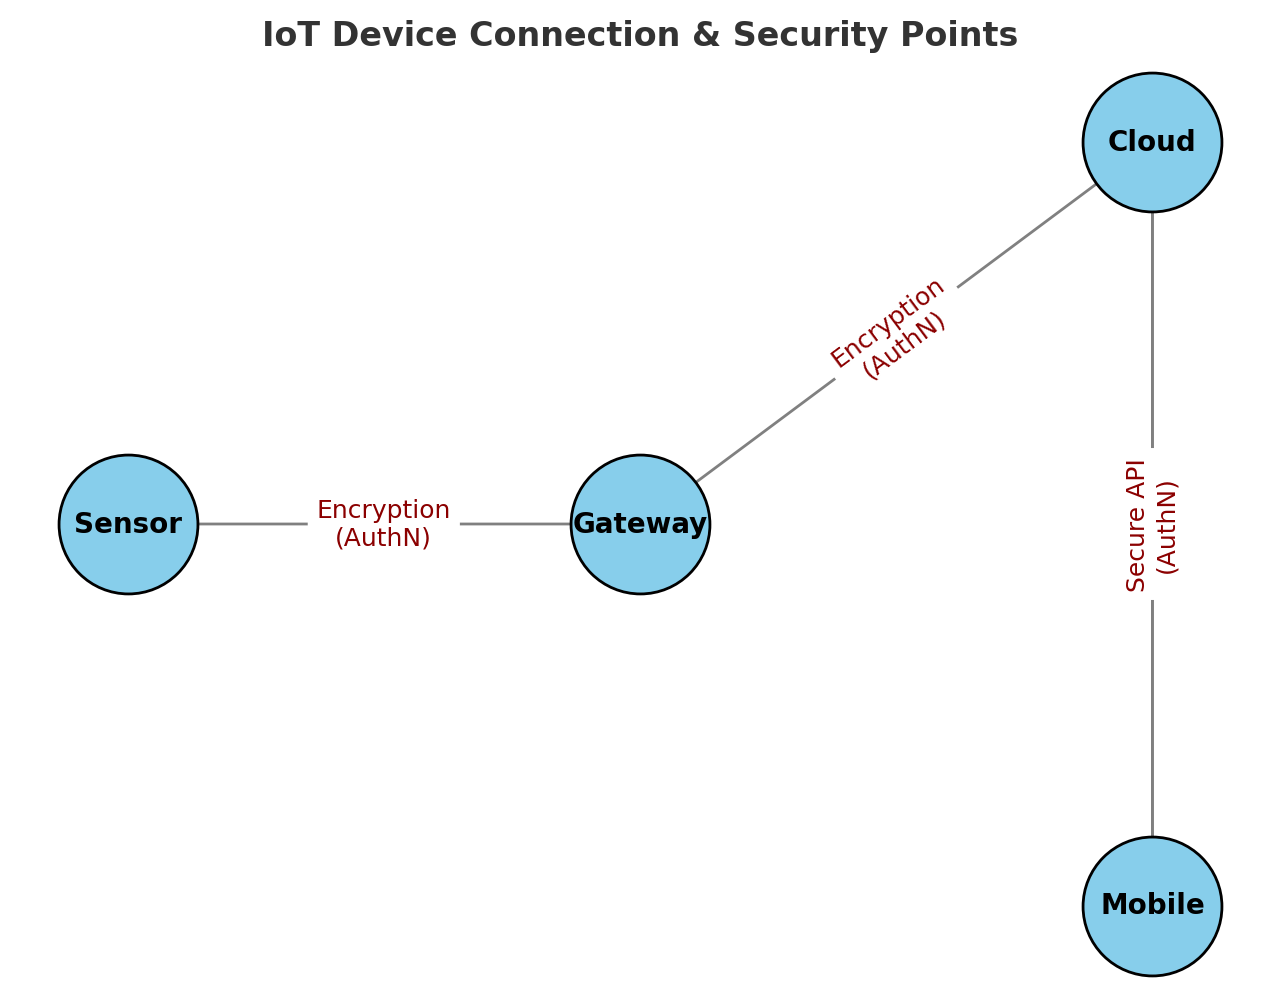 IoT Device Connection & Security Points
Cloud
Encryption
(AuthN)
Sensor
Encryption
(AuthN)
Gateway
Secure API
(AuthN)
Mobile